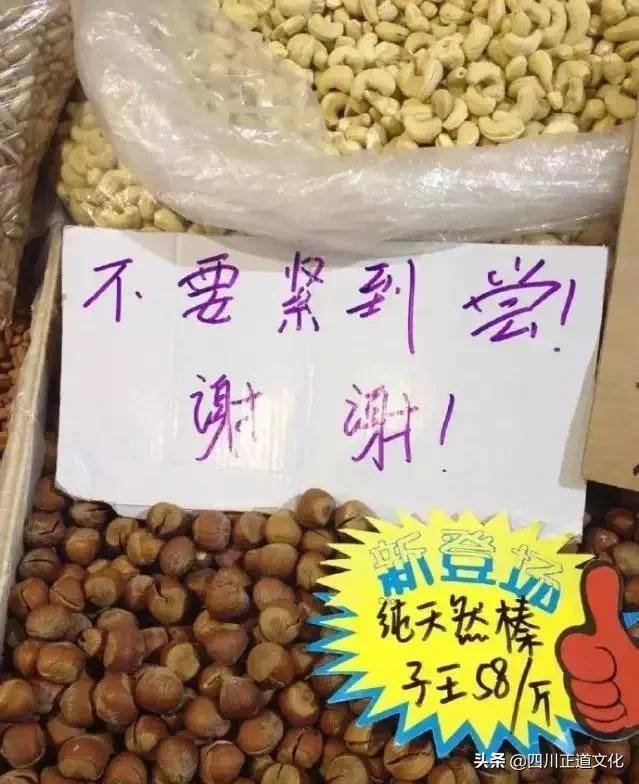 不要紧到尝!
谢谢!
新登场
纯天然榛
子王58/斤
头条@四川正道文化